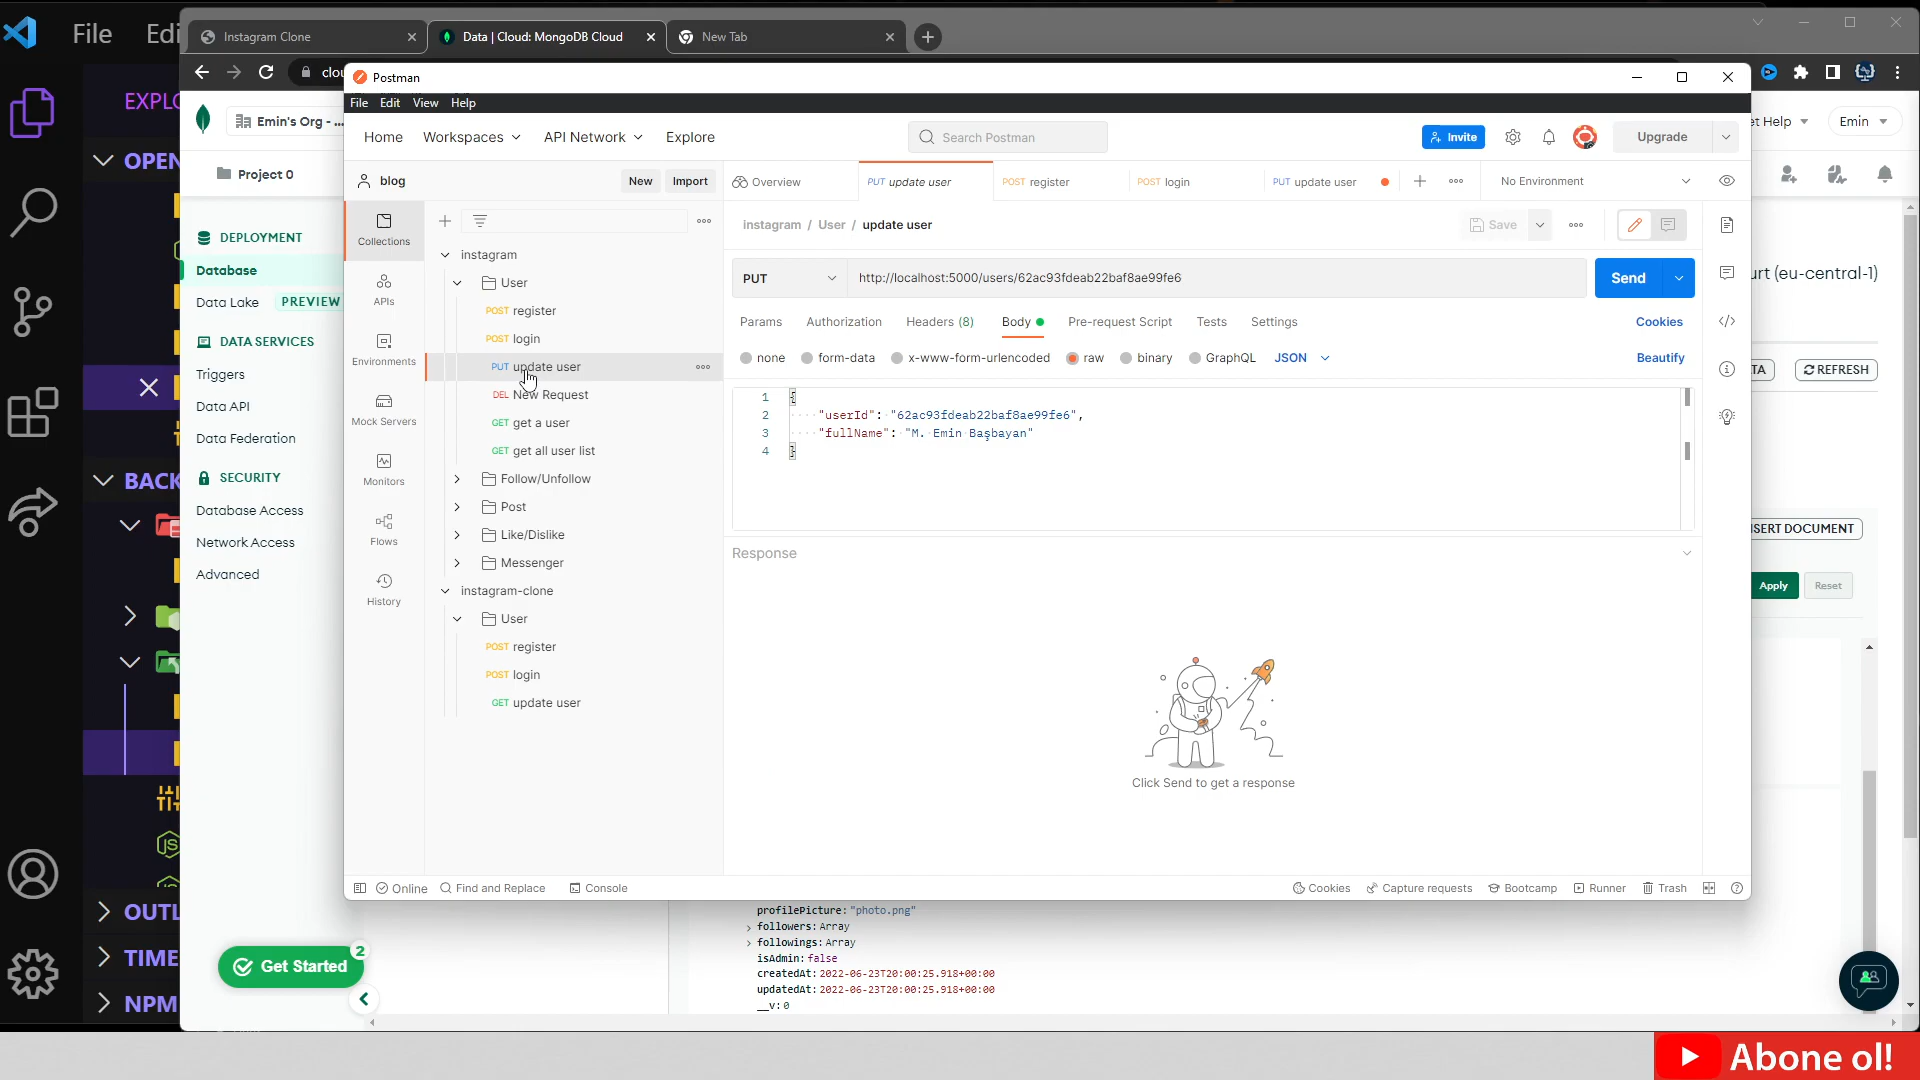 File Edi
Instagram Clone
Data | Cloud: MongoDB Cloud
New Tab
clou
EXPLO
OPEN
BACK
OUTL
TIME
NPM
Emin's Org - ...
et Help
Emin
Project 0
DEPLOYMENT
Database
Data Lake PREVIEW
DATA SERVICES
Triggers
Data API
Data Federation
SECURITY
Database Access
Network Access
Advanced
Get Started
2
Postman
File Edit View Help
Home Workspaces API Network Explore
Search Postman
Invite
Upgrade
blog
New Import
Overview
PUT update user
POST register
POST login
PUT update user
No Environment
Collections
APIs
Environments
Mock Servers
Monitors
Flows
History
instagram
User
POST register
POST login
PUT update user
DEL New Request
GET get a user
GET get all user list
Follow/Unfollow
Post
Like/Dislike
Messenger
instagram-clone
User
POST register
POST login
GET update user
instagram / User / update user
Save
PUT
http://localhost:5000/users/62ac93fdeab22baf8ae99fe6
Send
Params Authorization Headers (8) Body Pre-request Script Tests Settings Cookies
none form-data x-www-form-urlencoded raw binary GraphQL JSON Beautify
1 {
2 "userId": "62ac93fdeab22baf8ae99fe6",
3 "fullName": "M. Emin Başbayan"
4 }
Response
Click Send to get a response
Online Find and Replace Console
Cookies Capture requests Bootcamp Runner Trash
urt (eu-central-1)
TA
REFRESH
SERT DOCUMENT
Apply Reset
profilePicture: "photo.png"
followers: Array
followings: Array
isAdmin: false
createdAt: 2022-06-23T20:00:25.918+00:00
updatedAt: 2022-06-23T20:00:25.918+00:00
__v: 0
Abone ol!